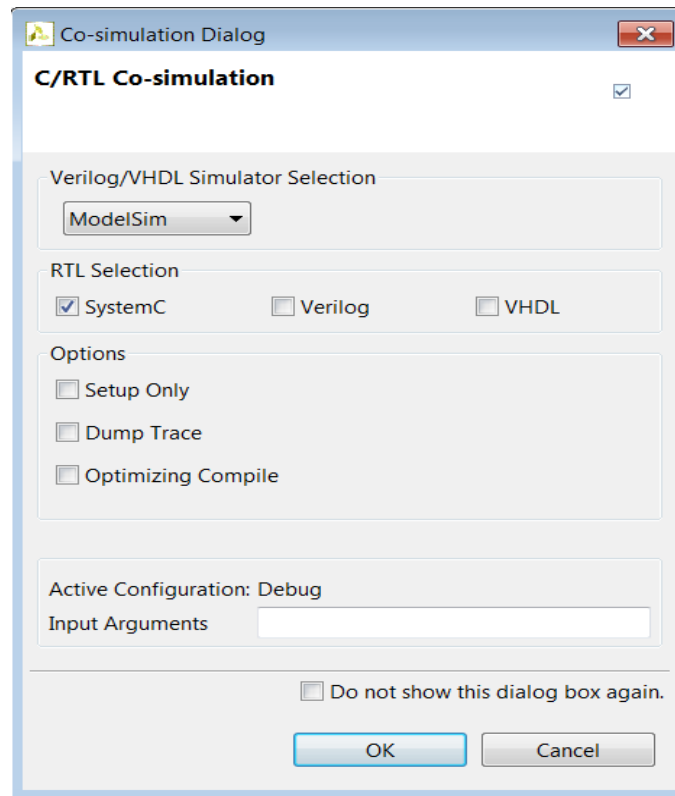 Co-simulation Dialog
C/RTL Co-simulation
Verilog/VHDL Simulator Selection
ModelSim
RTL Selection
SystemC Verilog VHDL
Options
Setup Only
Dump Trace
Optimizing Compile
Active Configuration: Debug
Input Arguments
Do not show this dialog box again.
OK Cancel